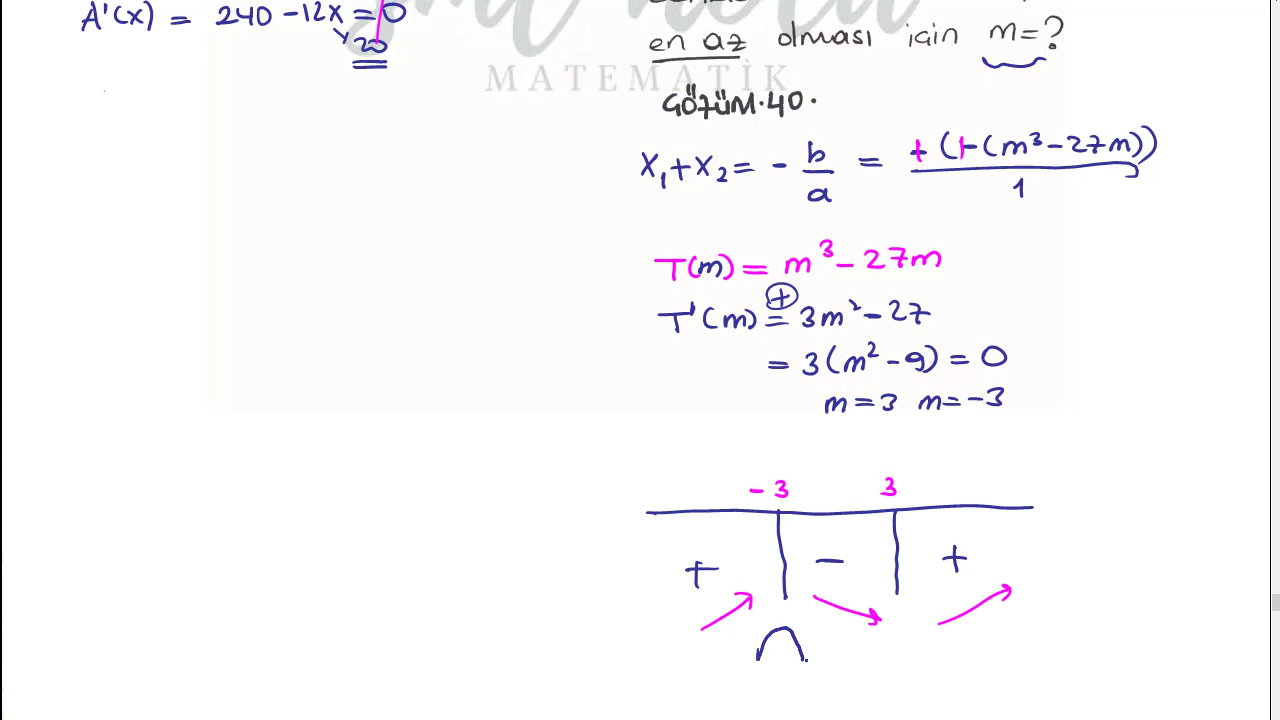 A'(x) = 240 - 12x = 0
20
en az olması için m=?
MATEMATİK
ÇÖZÜM.40.
x₁+x₂ = - b/a = + (-(m³-27m))/1
T(m) = m³ - 27m
T'(m) = 3m² - 27
+
= 3(m² - 9) = 0
m = 3 m = -3
-3 3
+ - +